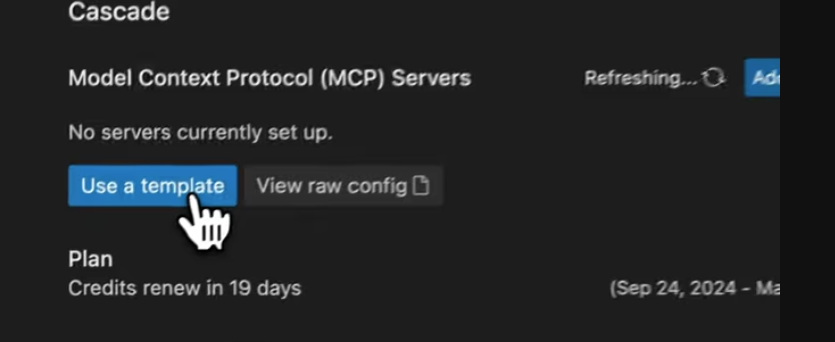 Cascade
Model Context Protocol (MCP) Servers Refreshing...
No servers currently set up.
Use a template View raw config
Plan
Credits renew in 19 days (Sep 24, 2024 -